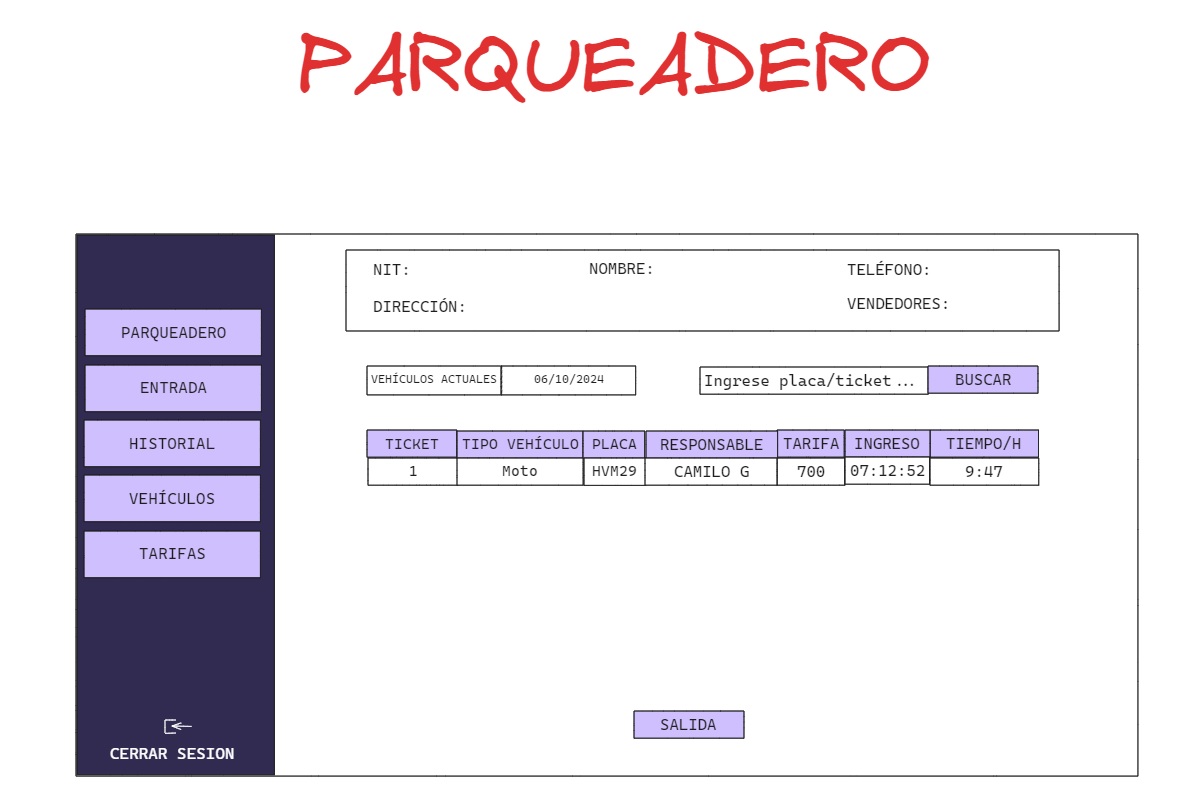 PARQUEADERO
NIT: NOMBRE: TELÉFONO:
DIRECCIÓN: VENDEDORES:
PARQUEADERO
ENTRADA
HISTORIAL
VEHÍCULOS
TARIFAS
CERRAR SESION
VEHÍCULOS ACTUALES 06/10/2024 Ingrese placa/ticket... BUSCAR
TICKET TIPO VEHÍCULO PLACA RESPONSABLE TARIFA INGRESO TIEMPO/H
1 Moto HVM29 CAMILO G 700 07:12:52 9:47
SALIDA